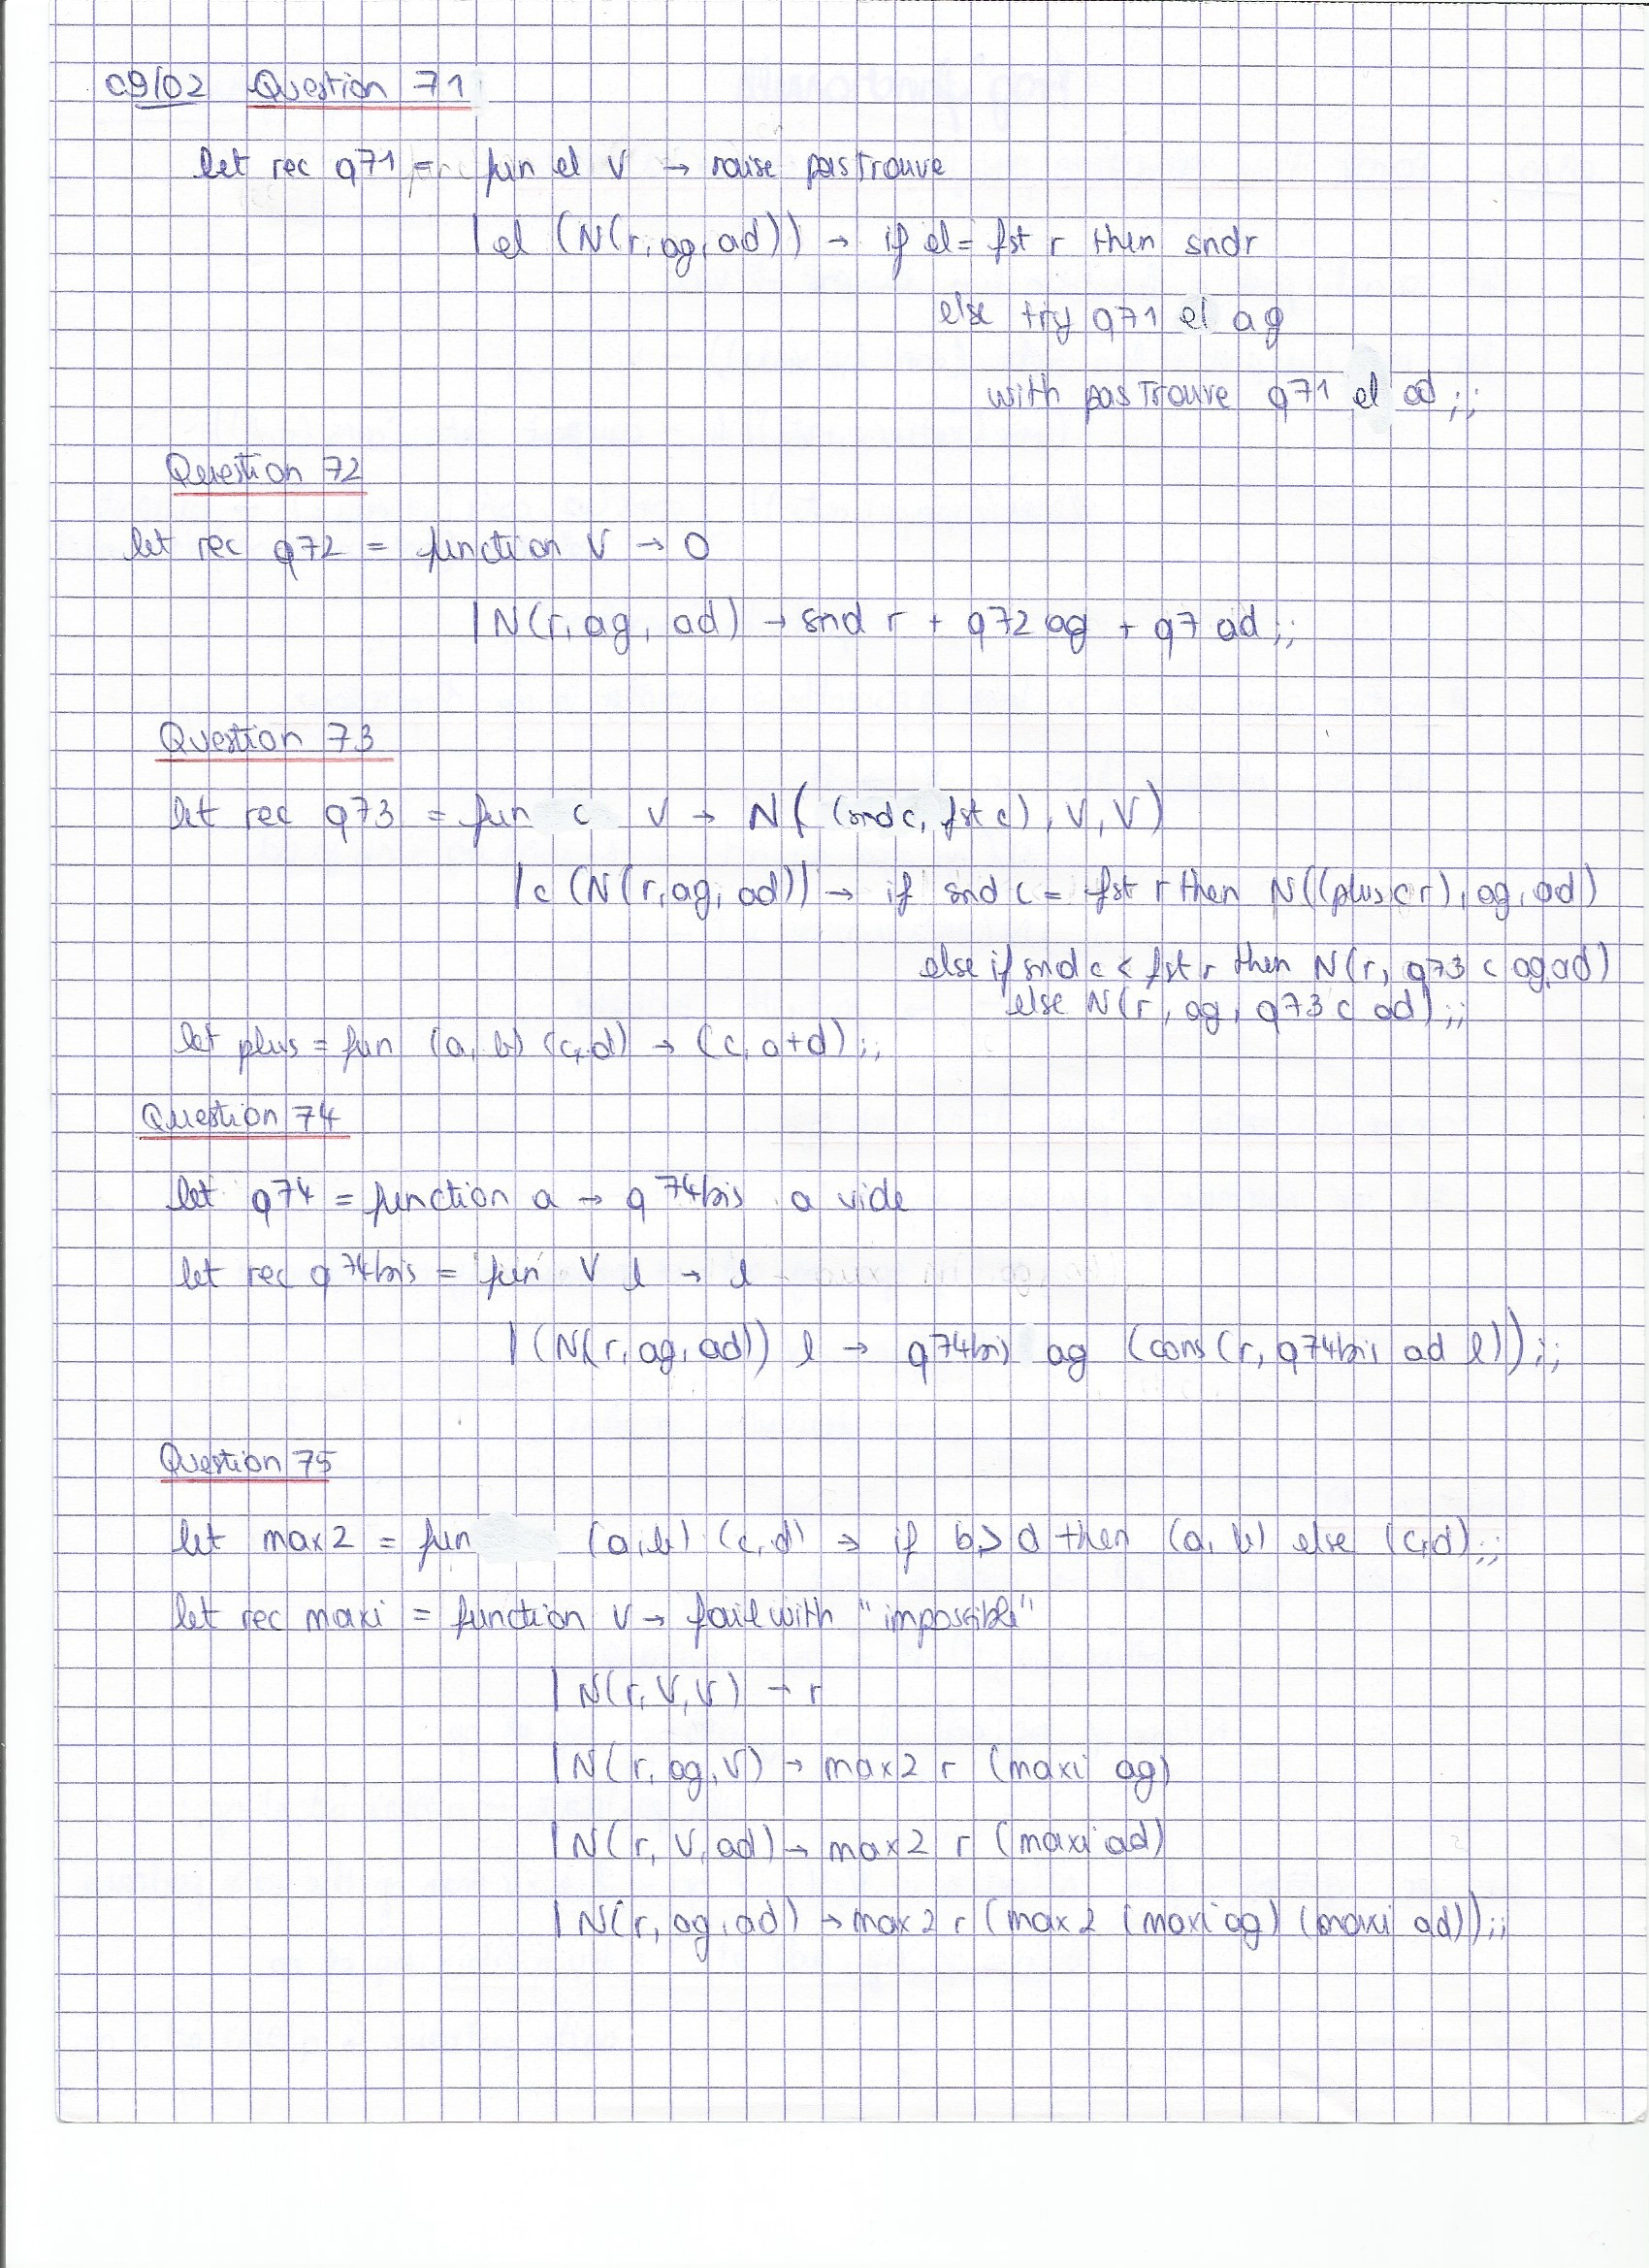 09/02 Question 71
let rec q71 = fun el V → raise pastrouve
| el (N(r, ag, ad)) → if el = fst r then snd r
else try q71 el ag
with pastrouve q71 el ad ;;
Question 72
let rec q72 = function V → 0
| N(r, ag, ad) → snd r + q72 ag + q7 ad ;;
Question 73
let rec q73 = fun c V → N( (snd c, fst c), V, V)
| c (N(r, ag, ad)) → if snd c = fst r then N((plus c r), ag, ad)
else if snd c < fst r then N(r, q73 c ag, ad)
else N(r, ag, q73 c ad) ;;
let plus = fun (a, b) (c, d) → (c, a+d) ;;
Question 74
let q74 = function a → q74bis a vide
let rec q74bis = fun V l → l
| (N(r, ag, ad)) l → q74bis ag (cons(r, q74bis ad l)) ;;
Question 75
let max2 = fun (a, b) (c, d) → if b > d then (a, b) else (c, d) ;;
let rec maxi = function V → failwith "impossible"
| N(r, V, V) → r
| N(r, ag, V) → max2 r (maxi ag)
| N(r, V, ad) → max2 r (maxi ad)
| N(r, ag, ad) → max2 r (max2 (maxi ag) (maxi ad)) ;;